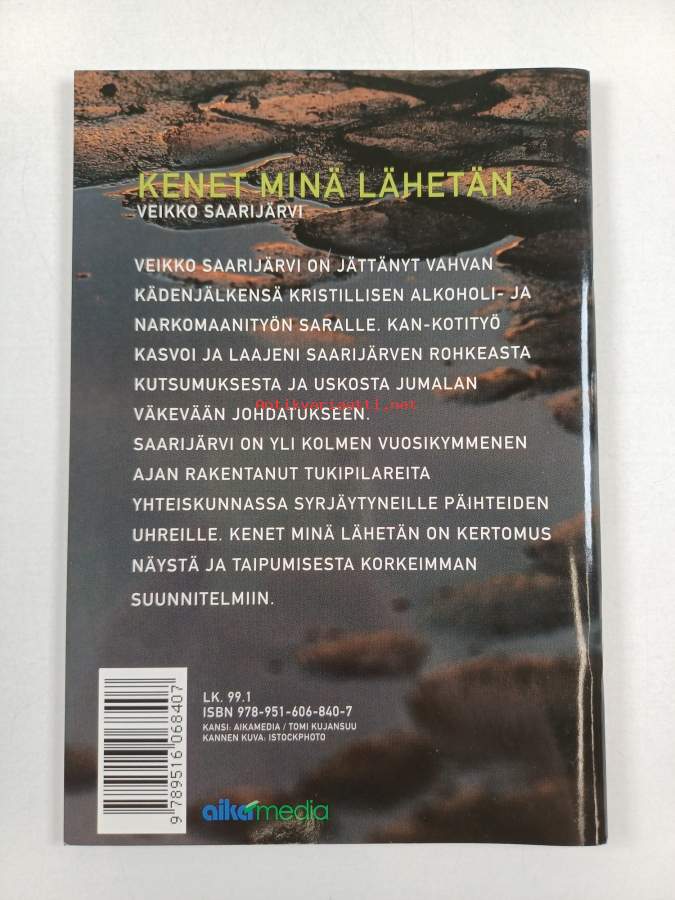 KENET MINÄ LÄHETÄN
VEIKKO SAARIJÄRVI
VEIKKO SAARIJÄRVI ON JÄTTÄNYT VAHVAN
KÄDENJÄLKENSÄ KRISTILLISEN ALKOHOLI- JA
NARKOMAANITYÖN SARALLE. KAN-KOTITYÖ
KASVOI JA LAAJENI SAARIJÄRVEN ROHKEASTA
KUTSUMUKSESTA JA USKOSTA JUMALAN
Antikvariaatti.net
VÄKEVÄÄN JOHDATUKSEEN.
SAARIJÄRVI ON YLI KOLMEN VUOSIKYMMENEN
AJAN RAKENTANUT TUKIPILAREITA
YHTEISKUNNASSA SYRJÄYTYNEILLE PÄIHTEIDEN
UHREILLE. KENET MINÄ LÄHETÄN ON KERTOMUS
NÄYSTÄ JA TAIPUMISESTA KORKEIMMAN
SUUNNITELMIIN.
LK. 99.1
ISBN 978-951-606-840-7
KANSI: AIKAMEDIA / TOMI KUJANSUU
KANNEN KUVA: ISTOCKPHOTO
9 789516 068407
aikamedia